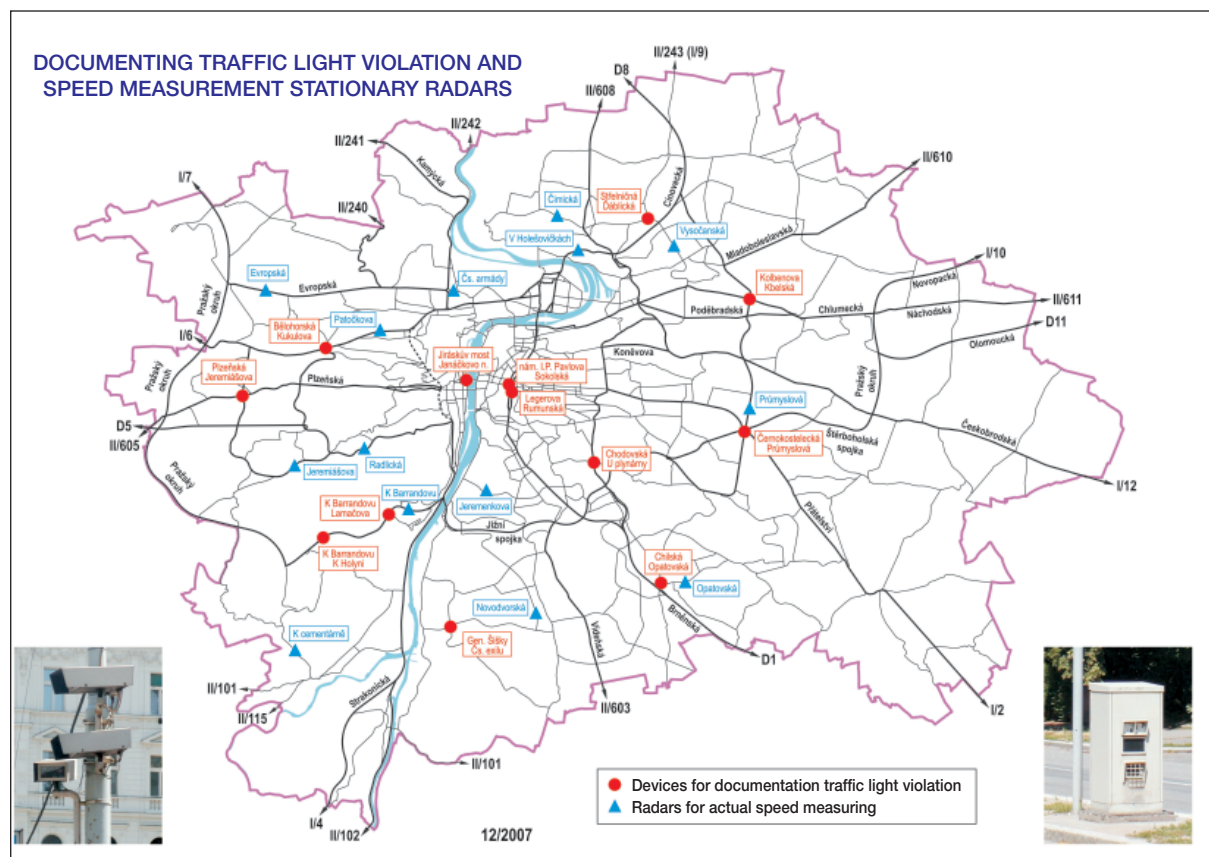 DOCUMENTING TRAFFIC LIGHT VIOLATION AND
SPEED MEASUREMENT STATIONARY RADARS
II/243 (I/9)
D8
II/608
II/242
II/241
Kamýcká
I/7
II/240
II/610
Čimická
Střelničná
Ďáblická
Cínovecká
V Holešovičkách
Vysočanská
Mladoboleslavská
I/10
Evropská
Evropská
Čs. armády
Kolbenova
Kbelská
Novopacká
II/611
Pražský
okruh
Patočkova
Poděbradská
Chlumecká
Náchodská
D11
Bělohorská
Kukulova
I/6
Olomoucká
Jiráskův most
Janáčkovo n.
nám. I.P. Pavlova
Sokolská
Koněvova
Plzeňská
Jeremiášova
Pražský
okruh
Plzeňská
Legerova
Rumunská
Pražský
okruh
Průmyslová
D5
II/605
Černokostelecká
Průmyslová
Štěrboholská
spojka
Českobrodská
Radlická
Jeremiášova
Chodovská
U plynárny
Pražský
okruh
I/12
K Barrandovu
Jeremenkova
K Barrandovu
Lamačova
Jižní
spojka
Přátelství
K Barrandovu
K Holyni
Chilská
Opatovská
Opatovská
Novodvorská
Brněnská
Gen. Šišky
Čs. exilu
Vídeňská
K cementárně
D1
II/101
Strakonická
II/115
II/603
I/2
II/101
I/4
II/102
12/2007
Devices for documentation traffic light violation
Radars for actual speed measuring